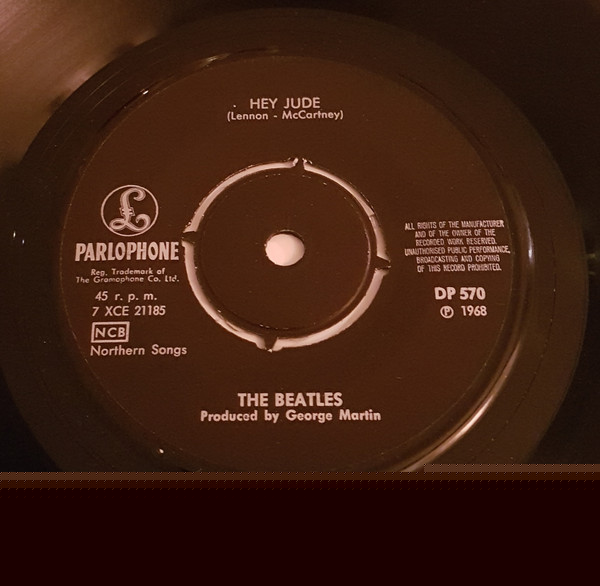 HEY JUDE
(Lennon - McCartney)
£
PARLOPHONE
Reg. Trademark of
The Gramophone Co. Ltd.
45 r. p. m.
7 XCE 21185
NCB
Northern Songs
ALL RIGHTS OF THE MANUFACTURER
AND OF THE OWNER OF THE
RECORDED WORK RESERVED.
UNAUTHORISED PUBLIC PERFORMANCE,
BROADCASTING AND COPYING
OF THIS RECORD PROHIBITED.
DP 570
℗ 1968
THE BEATLES
Produced by George Martin